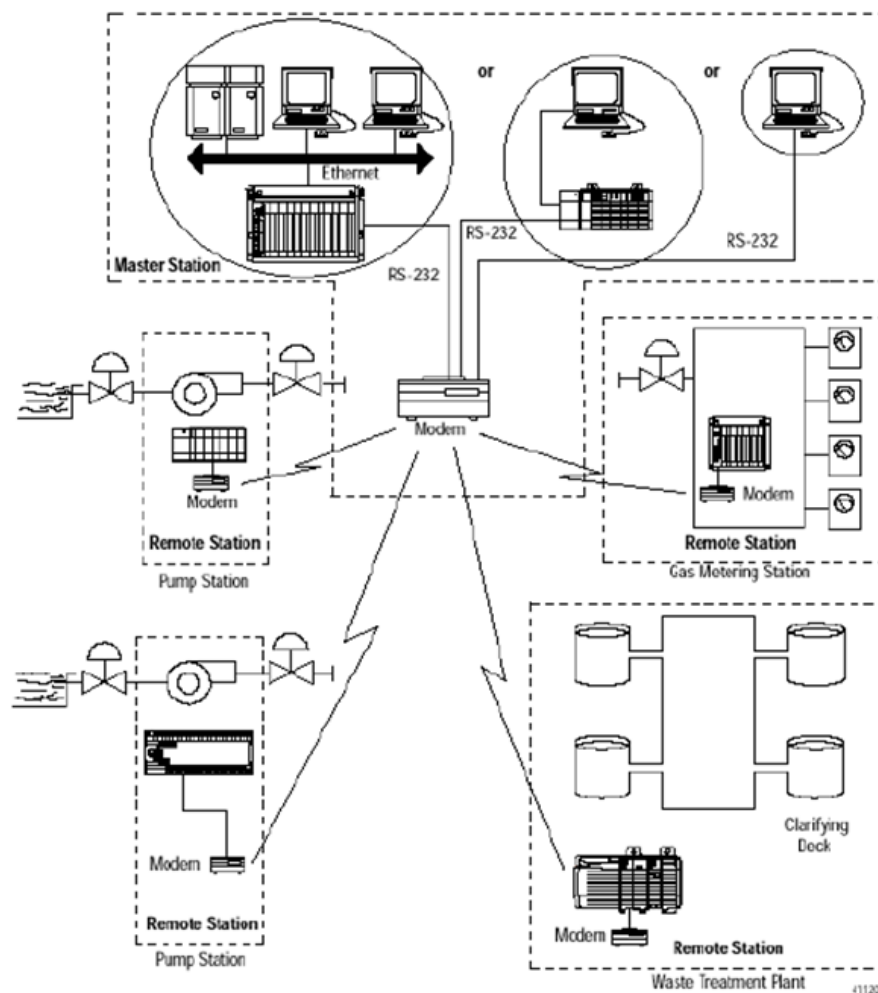 or
or
Ethernet
RS-232
RS-232
Master Station
RS-232
Modem
Modem
Modem
Remote Station
Remote Station
Pump Station
Gas Metering Station
Clarifying
Deck
Modem
Remote Station
Modem
Remote Station
Pump Station
Waste Treatment Plant